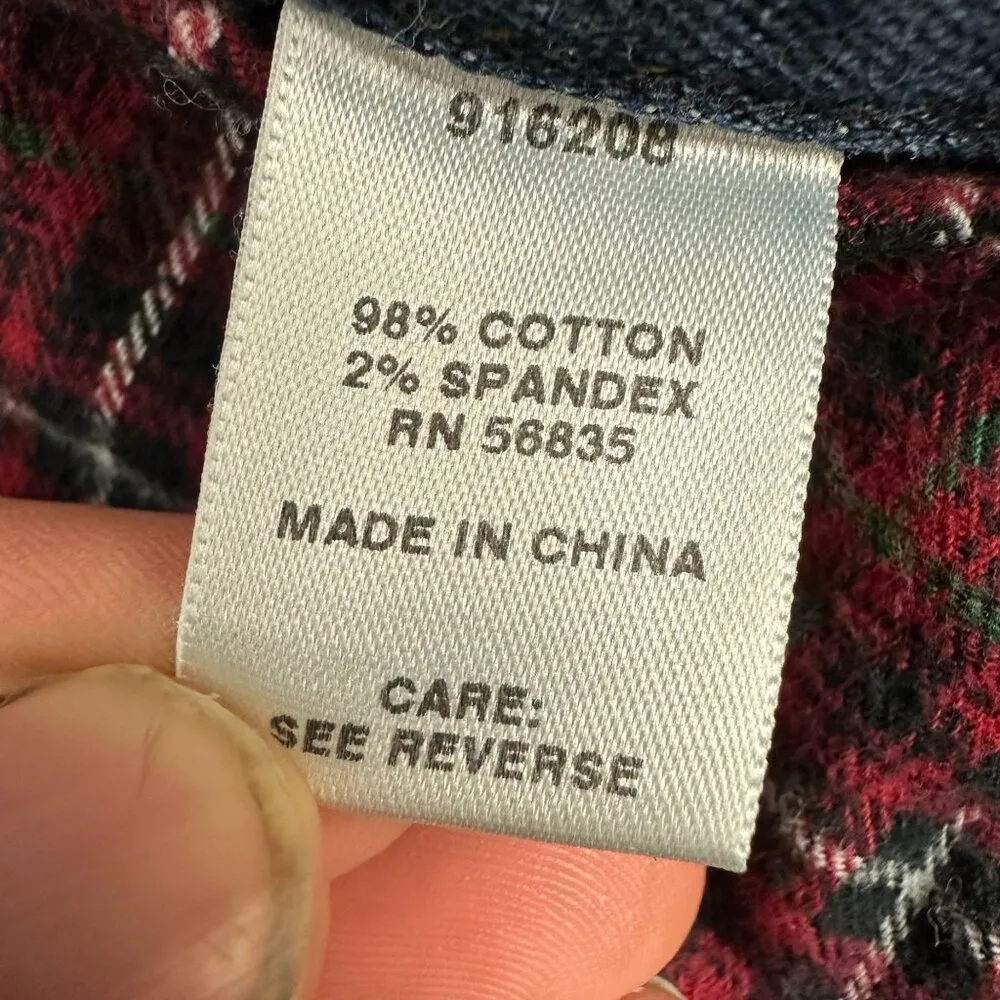 916208
98% COTTON
2% SPANDEX
RN 56835
MADE IN CHINA
CARE:
SEE REVERSE